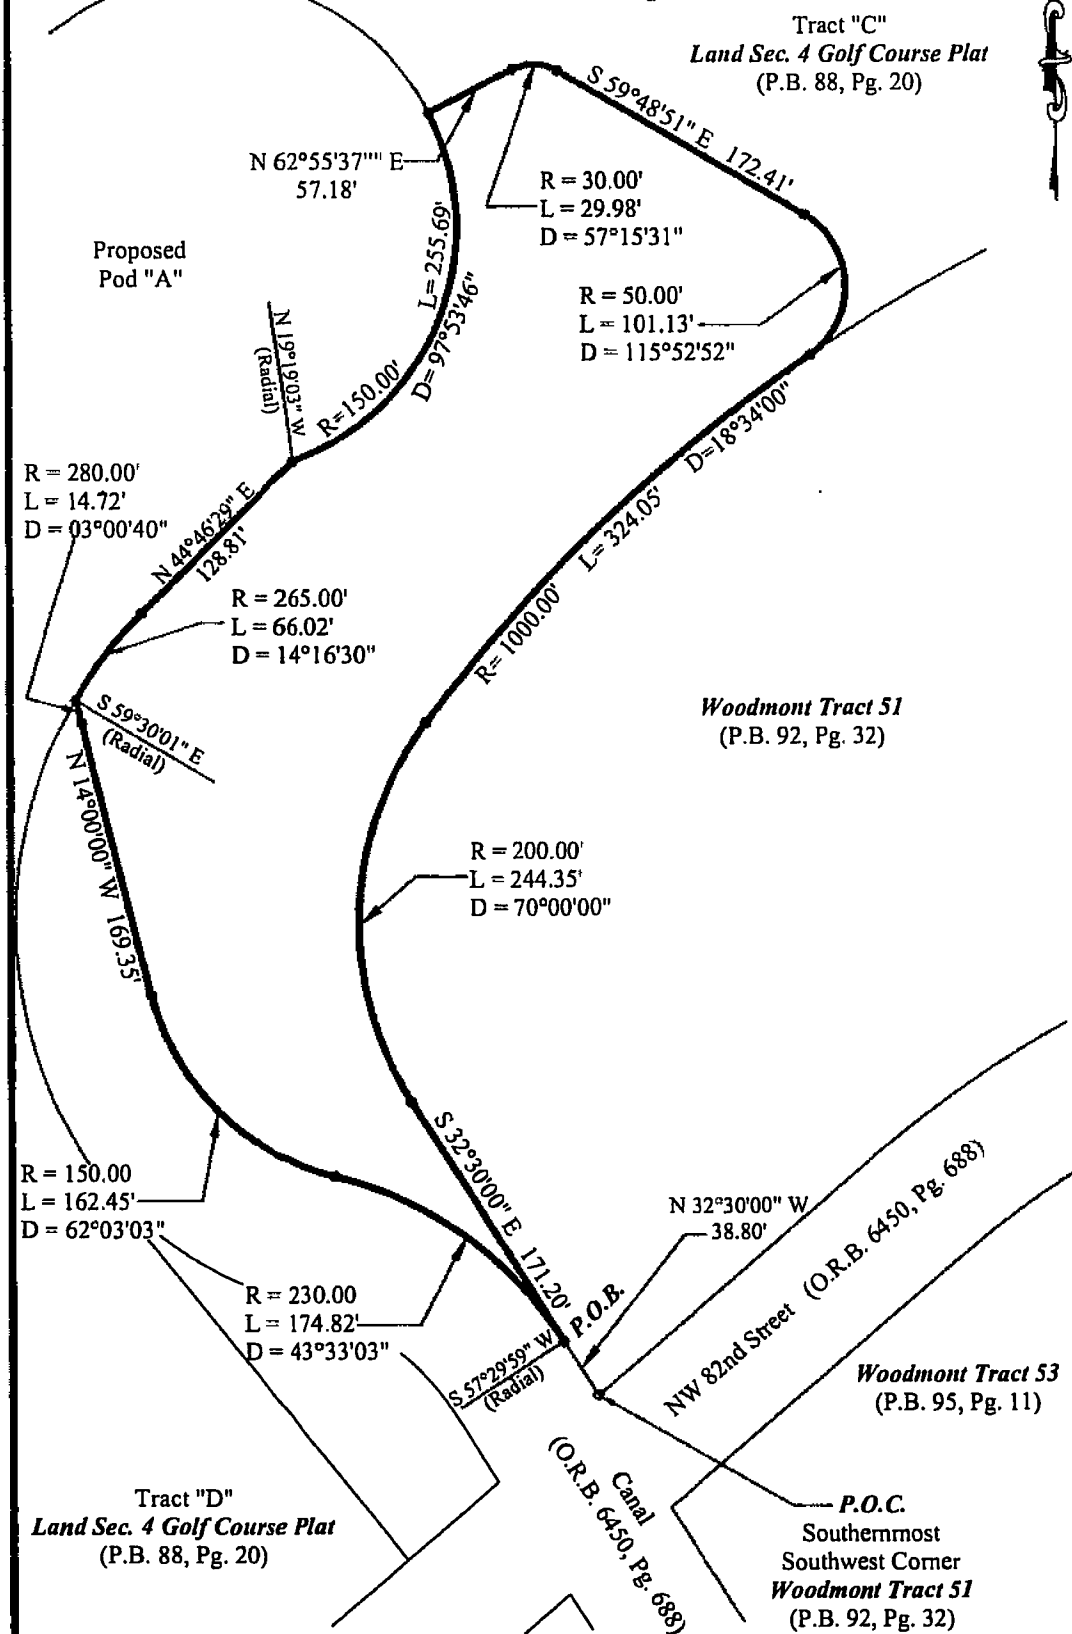 Tract "C"
Land Sec. 4 Golf Course Plat
(P.B. 88, Pg. 20)
S 59°48'51" E 172.41'
N 62°55'37"" E
57.18'
R = 30.00'
L = 29.98'
D = 57°15'31"
Proposed
Pod "A"
L= 255.69'
D= 97°53'46"
R=150.00'
R = 50.00'
L = 101.13'
D = 115°52'52"
N 19°19'03" W
(Radial)
R = 280.00'
L = 14.72'
D = 03°00'40"
N 44°46'29" E
128.81'
D=18°34'00"
L= 324.05'
R= 1000.00'
R = 265.00'
L = 66.02'
D = 14°16'30"
S 59°30'01" E
(Radial)
Woodmont Tract 51
(P.B. 92, Pg. 32)
N 14°00'00" W 169.35'
R = 200.00'
L = 244.35'
D = 70°00'00"
S 32°30'00" E 171.20'
R = 150.00
L = 162.45'
D = 62°03'03"
N 32°30'00" W
38.80'
R = 230.00
L = 174.82'
D = 43°33'03"
P.O.B.
S 57°29'59" W
(Radial)
NW 82nd Street (O.R.B. 6450, Pg. 688)
Woodmont Tract 53
(P.B. 95, Pg. 11)
Canal
(O.R.B. 6450, Pg. 688)
Tract "D"
Land Sec. 4 Golf Course Plat
(P.B. 88, Pg. 20)
P.O.C.
Southernmost
Southwest Corner
Woodmont Tract 51
(P.B. 92, Pg. 32)